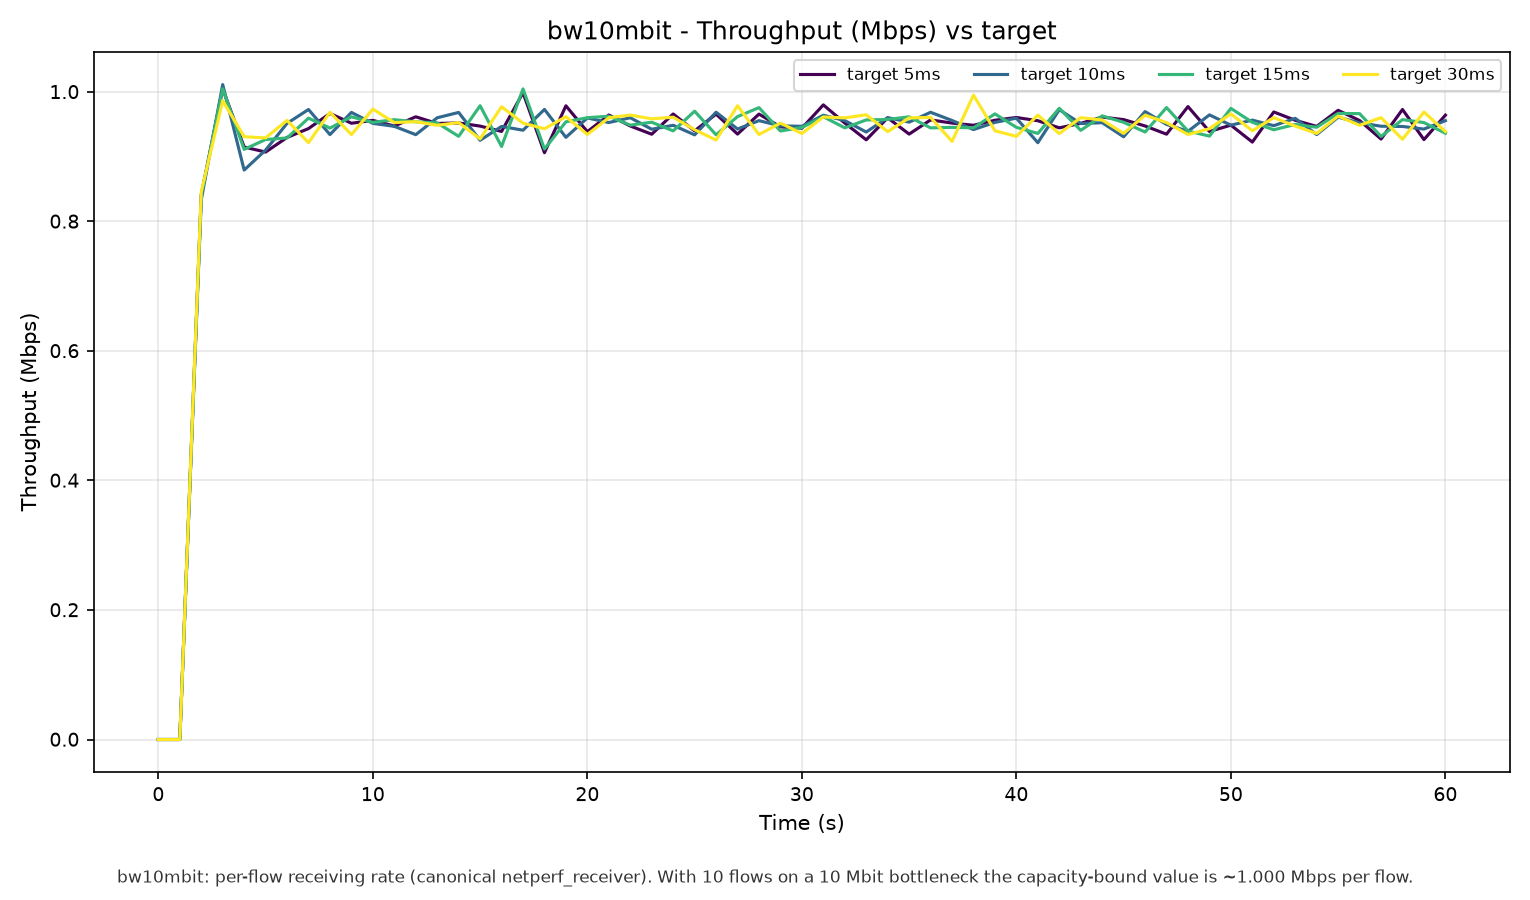 bw10mbit - Throughput (Mbps) vs target
target 5ms target 10ms target 15ms target 30ms
Throughput (Mbps)
1.0
0.8
0.6
0.4
0.2
0.0
0 10 20 30 40 50 60
Time (s)
bw10mbit: per-flow receiving rate (canonical netperf_receiver). With 10 flows on a 10 Mbit bottleneck the capacity-bound value is ~1.000 Mbps per flow.